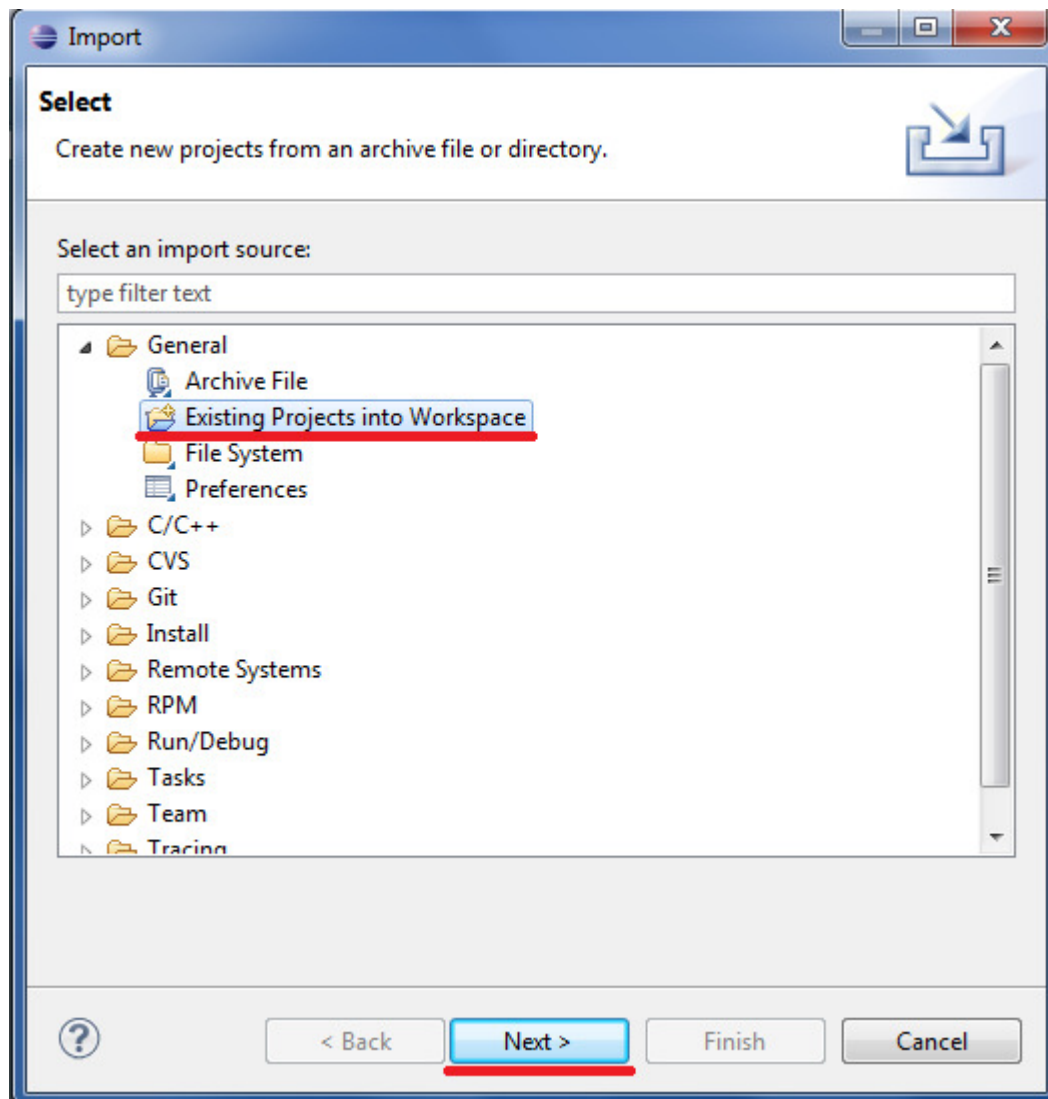 Import
Select
Create new projects from an archive file or directory.
Select an import source:
type filter text
General
Archive File
Existing Projects into Workspace
File System
Preferences
C/C++
CVS
Git
Install
Remote Systems
RPM
Run/Debug
Tasks
Team
Tracing
< Back Next > Finish Cancel